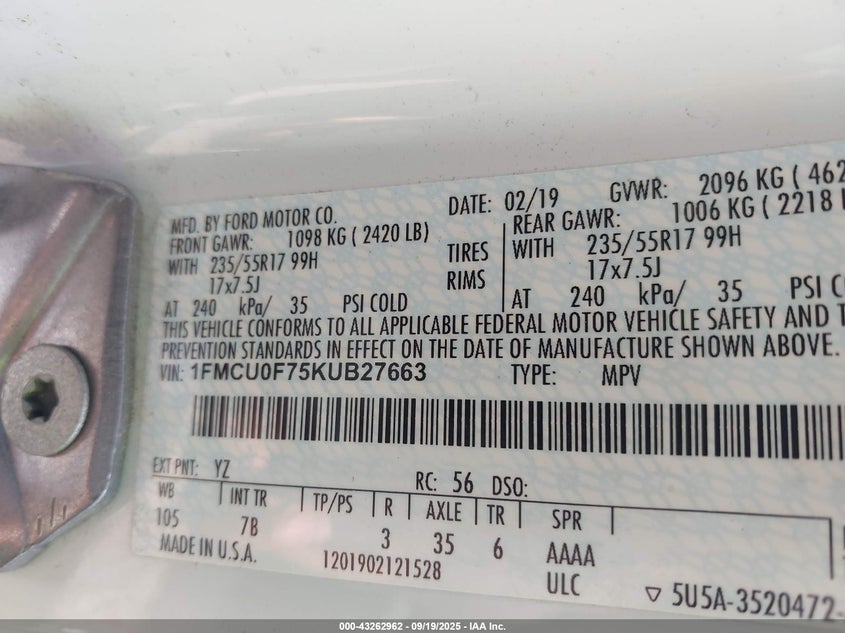 MFD. BY FORD MOTOR CO. DATE: 02/19 GVWR: 2096 KG ( 462
FRONT GAWR: 1098 KG ( 2420 LB) REAR GAWR: 1006 KG ( 2218
WITH 235/55R17 99H TIRES WITH 235/55R17 99H
17x7.5J RIMS 17x7.5J
AT 240 kPa/ 35 PSI COLD AT 240 kPa/ 35 PSI
THIS VEHICLE CONFORMS TO ALL APPLICABLE FEDERAL MOTOR VEHICLE SAFETY AND
PREVENTION STANDARDS IN EFFECT ON THE DATE OF MANUFACTURE SHOWN ABOVE.
VIN: 1FMCU0F75KUB27663 TYPE: MPV
EXT PNT: YZ RC: 56 DSO:
WB INT TR TP/PS R AXLE TR SPR
105 7B 3 35 6 AAAA
MADE IN U.S.A. 1201902121528 ULC
▽ 5U5A-3520472-
000-43262962 - 09/19/2025 - IAA Inc.